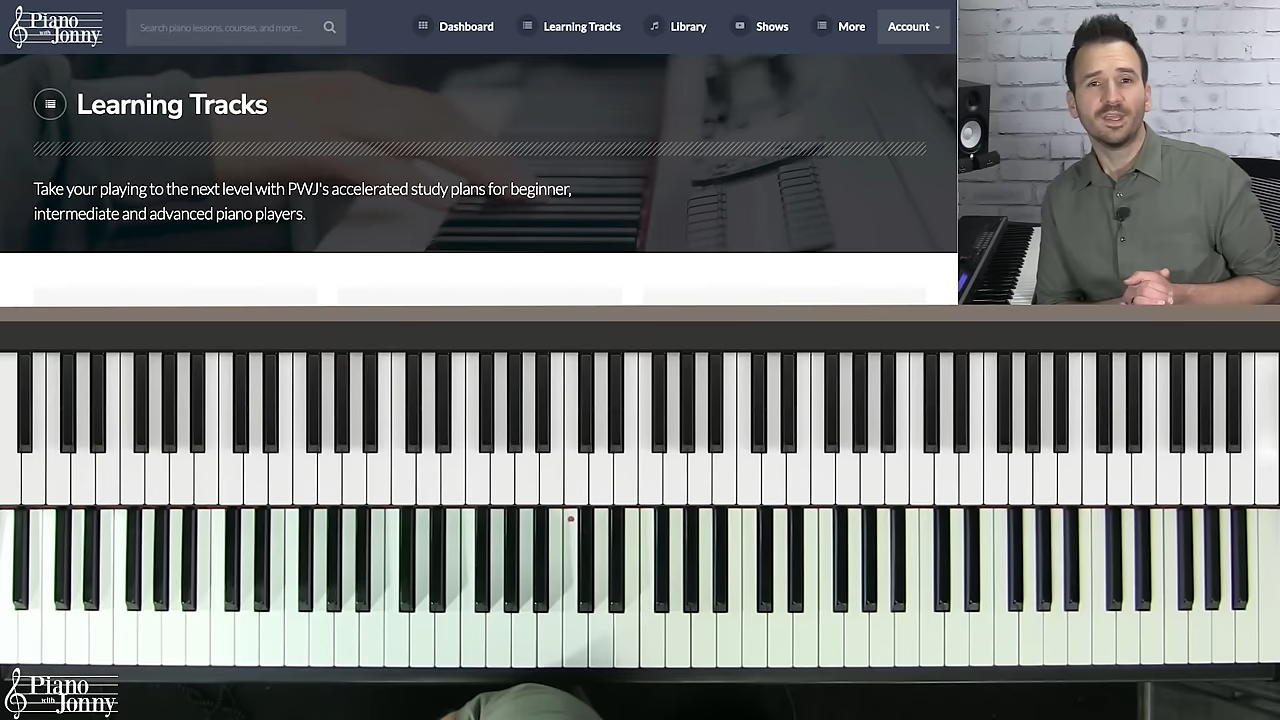 Piano
with
Jonny
Search piano lessons, courses, and more...
Dashboard
Learning Tracks
Library
Shows
More
Account
Learning Tracks
Take your playing to the next level with PWJ's accelerated study plans for beginner,
intermediate and advanced piano players.
Piano
with
Jonny